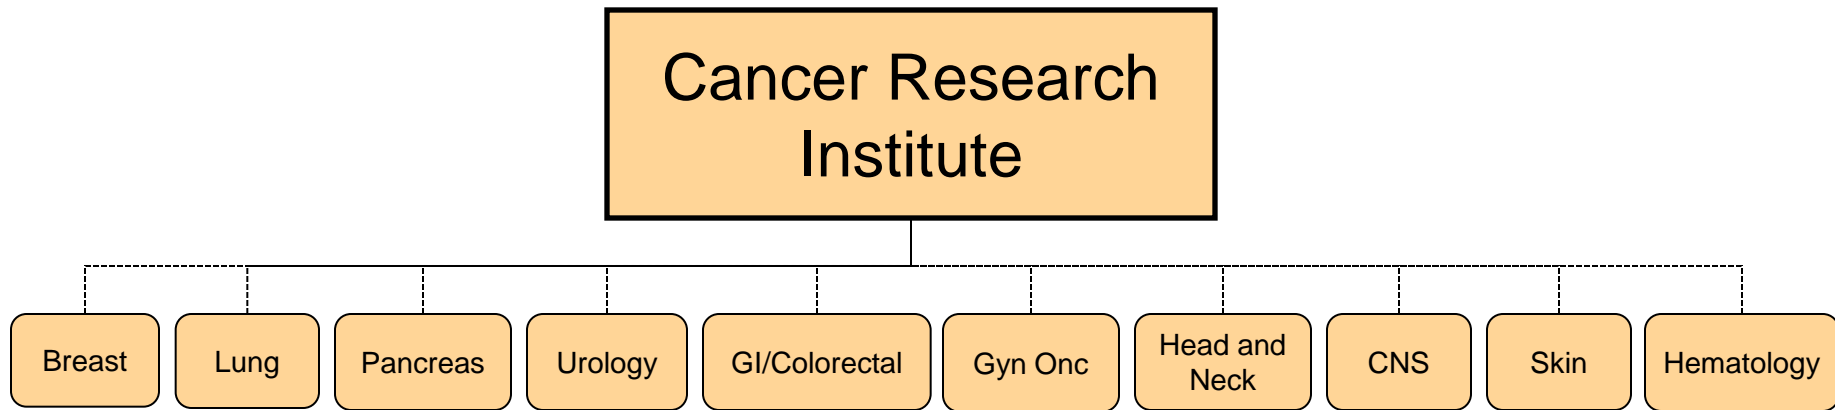 Cancer Research
Institute
Breast
Lung
Pancreas
Urology
GI/Colorectal
Gyn Onc
Head and
Neck
CNS
Skin
Hematology